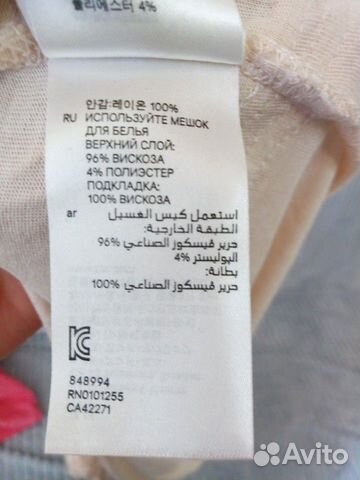 폴리에스터 4%
안감:레이온 100%
RU ИСПОЛЬЗУЙТЕ МЕШОК
ДЛЯ БЕЛЬЯ
ВЕРХНИЙ СЛОЙ:
96% ВИСКОЗА
4% ПОЛИЭСТЕР
ПОДКЛАДКА:
100% ВИСКОЗА
ar استعمل كيس الغسيل
الطبقة الخارجية:
حرير ڤيسكوز الصناعي %96
البوليستر %4
بطانة:
حرير ڤيسكوز الصناعي %100
848994
RN0101255
CA42271
Avito